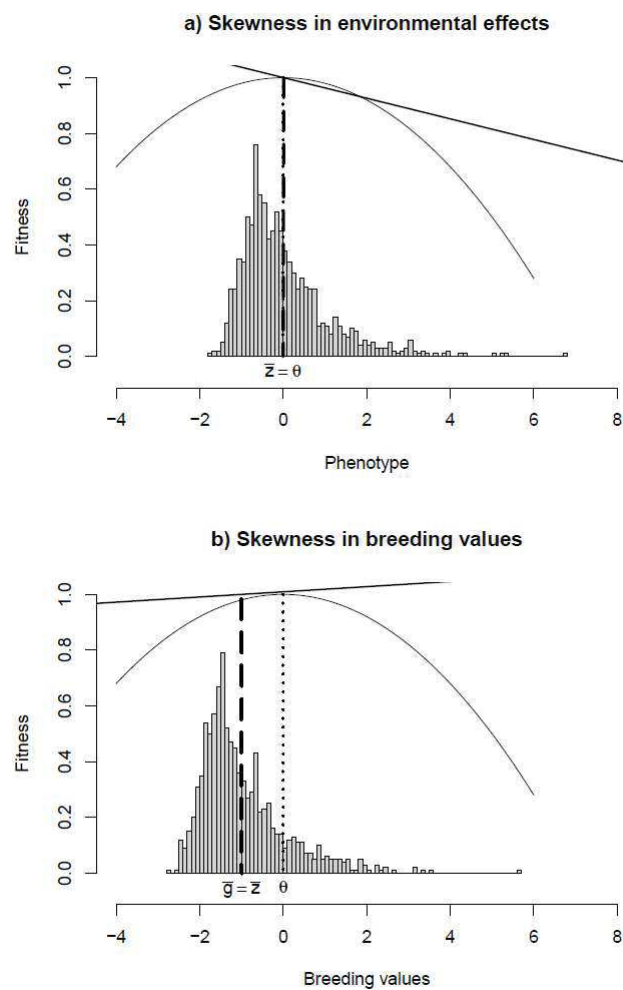 a) Skewness in environmental effects
1.0
0.8
0.6
0.4
0.2
0.0
Fitness
z̅ = θ
−4 −2 0 2 4 6 8
Phenotype
b) Skewness in breeding values
1.0
0.8
0.6
0.4
0.2
0.0
Fitness
g̅ = z̅ θ
−4 −2 0 2 4 6 8
Breeding values